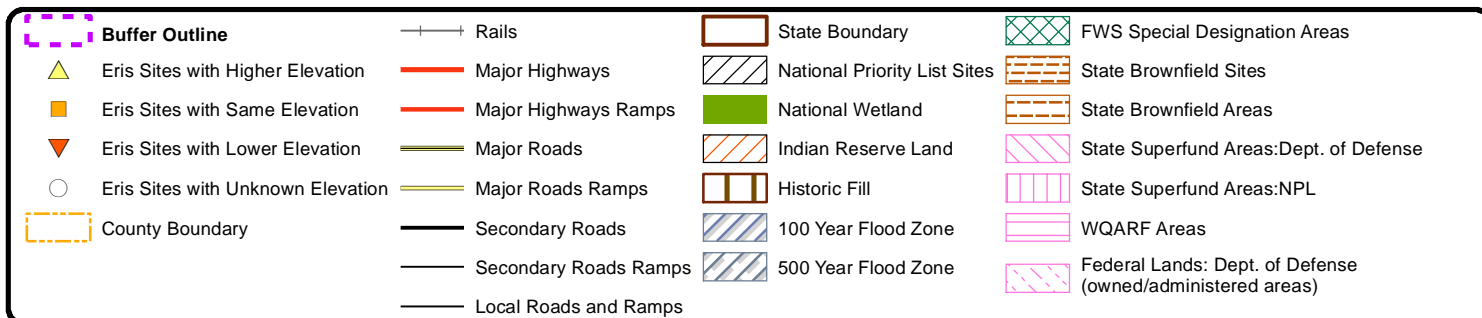 Buffer Outline
Eris Sites with Higher Elevation
Eris Sites with Same Elevation
Eris Sites with Lower Elevation
Eris Sites with Unknown Elevation
County Boundary
Rails
Major Highways
Major Highways Ramps
Major Roads
Major Roads Ramps
Secondary Roads
Secondary Roads Ramps
Local Roads and Ramps
State Boundary
National Priority List Sites
National Wetland
Indian Reserve Land
Historic Fill
100 Year Flood Zone
500 Year Flood Zone
FWS Special Designation Areas
State Brownfield Sites
State Brownfield Areas
State Superfund Areas:Dept. of Defense
State Superfund Areas:NPL
WQARF Areas
Federal Lands: Dept. of Defense
(owned/administered areas)